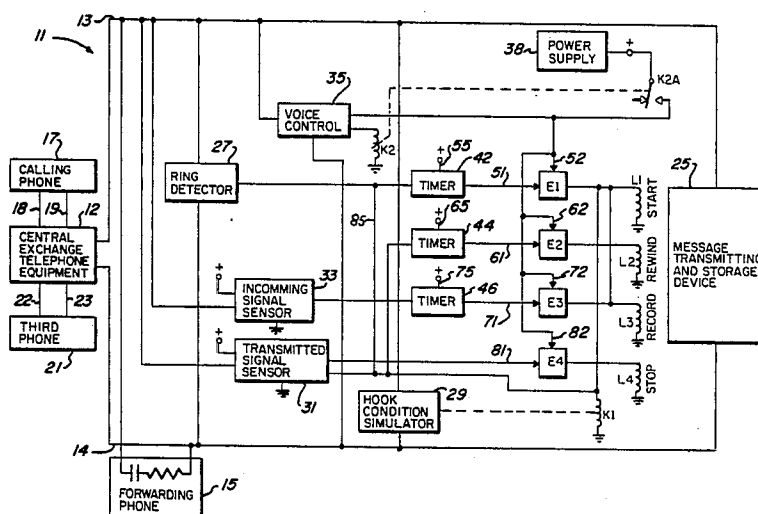 13
11
38
POWER
SUPPLY
+
K2A
35
VOICE
CONTROL
K2
17
CALLING
PHONE
18
19
12
CENTRAL
EXCHANGE
TELEPHONE
EQUIPMENT
22
23
THIRD
PHONE
21
27
RING
DETECTOR
85
+
55
42
TIMER
51
52
E1
L1
START
25
MESSAGE
TRANSMITTING
AND STORAGE
DEVICE
+
65
44
TIMER
61
62
E2
L2
REWIND
+
33
INCOMMING
SIGNAL
SENSOR
+
75
46
TIMER
71
72
E3
L3
RECORD
+
TRANSMITTED
SIGNAL
SENSOR
31
81
82
E4
L4
STOP
29
HOOK
CONDITION
SIMULATOR
K1
14
FORWARDING
PHONE
15